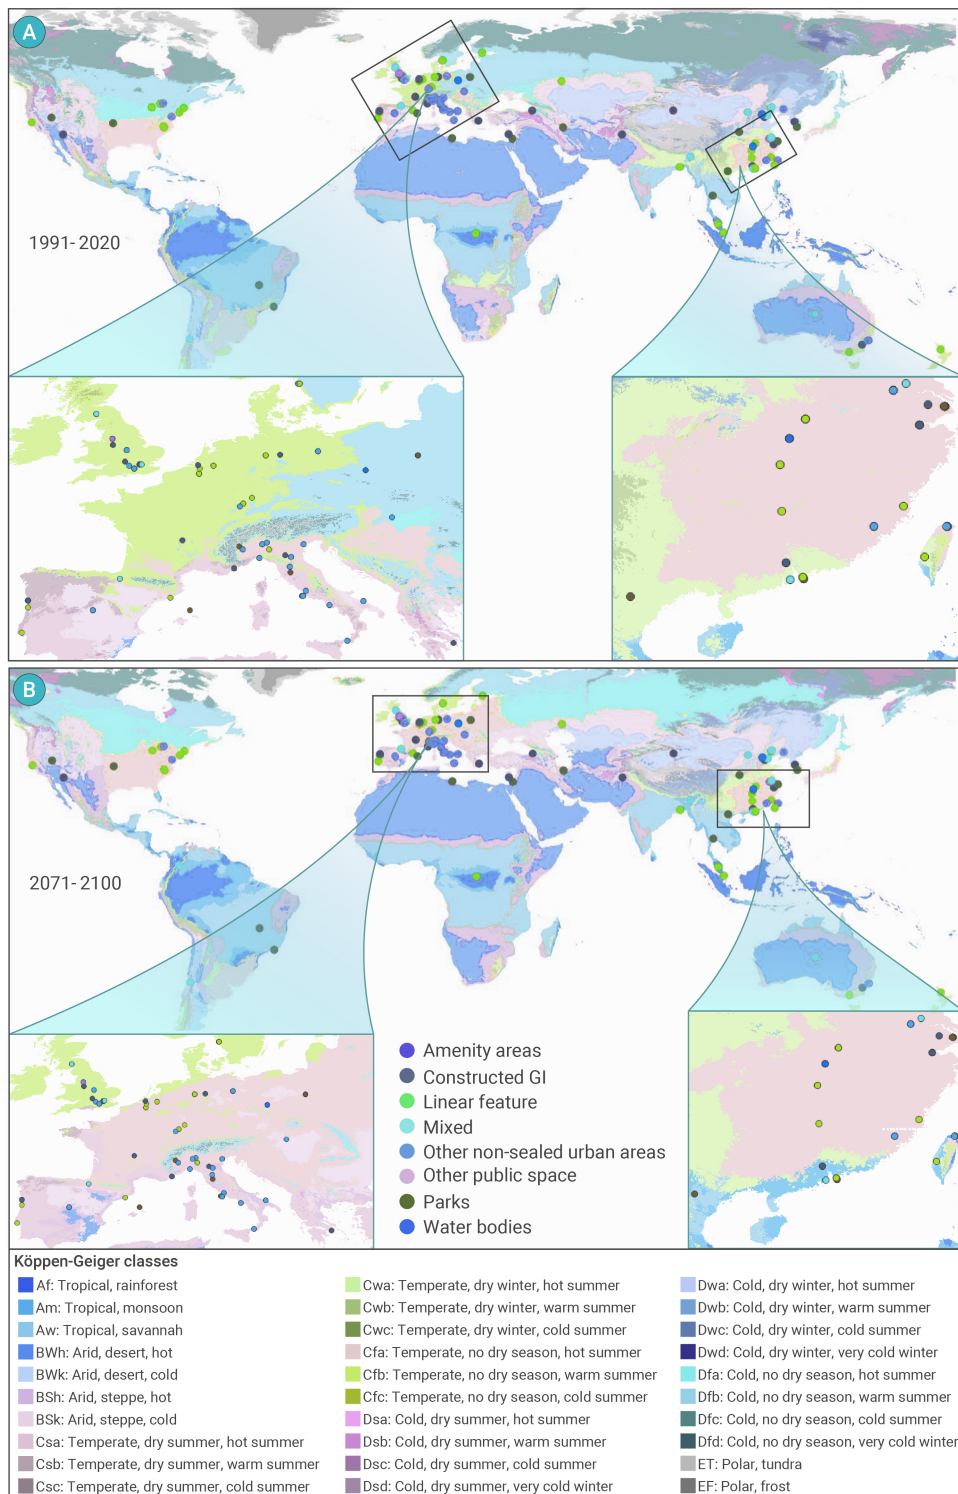 A
1991-2020
B
2071-2100
Amenity areas
Constructed GI
Linear feature
Mixed
Other non-sealed urban areas
Other public space
Parks
Water bodies
Köppen-Geiger classes
Af: Tropical, rainforest
Am: Tropical, monsoon
Aw: Tropical, savannah
BWh: Arid, desert, hot
BWk: Arid, desert, cold
BSh: Arid, steppe, hot
BSk: Arid, steppe, cold
Csa: Temperate, dry summer, hot summer
Csb: Temperate, dry summer, warm summer
Csc: Temperate, dry summer, cold summer
Cwa: Temperate, dry winter, hot summer
Cwb: Temperate, dry winter, warm summer
Cwc: Temperate, dry winter, cold summer
Cfa: Temperate, no dry season, hot summer
Cfb: Temperate, no dry season, warm summer
Cfc: Temperate, no dry season, cold summer
Dsa: Cold, dry summer, hot summer
Dsb: Cold, dry summer, warm summer
Dsc: Cold, dry summer, cold summer
Dsd: Cold, dry summer, very cold winter
Dwa: Cold, dry winter, hot summer
Dwb: Cold, dry winter, warm summer
Dwc: Cold, dry winter, cold summer
Dwd: Cold, dry winter, very cold winter
Dfa: Cold, no dry season, hot summer
Dfb: Cold, no dry season, warm summer
Dfc: Cold, no dry season, cold summer
Dfd: Cold, no dry season, very cold winter
ET: Polar, tundra
EF: Polar, frost